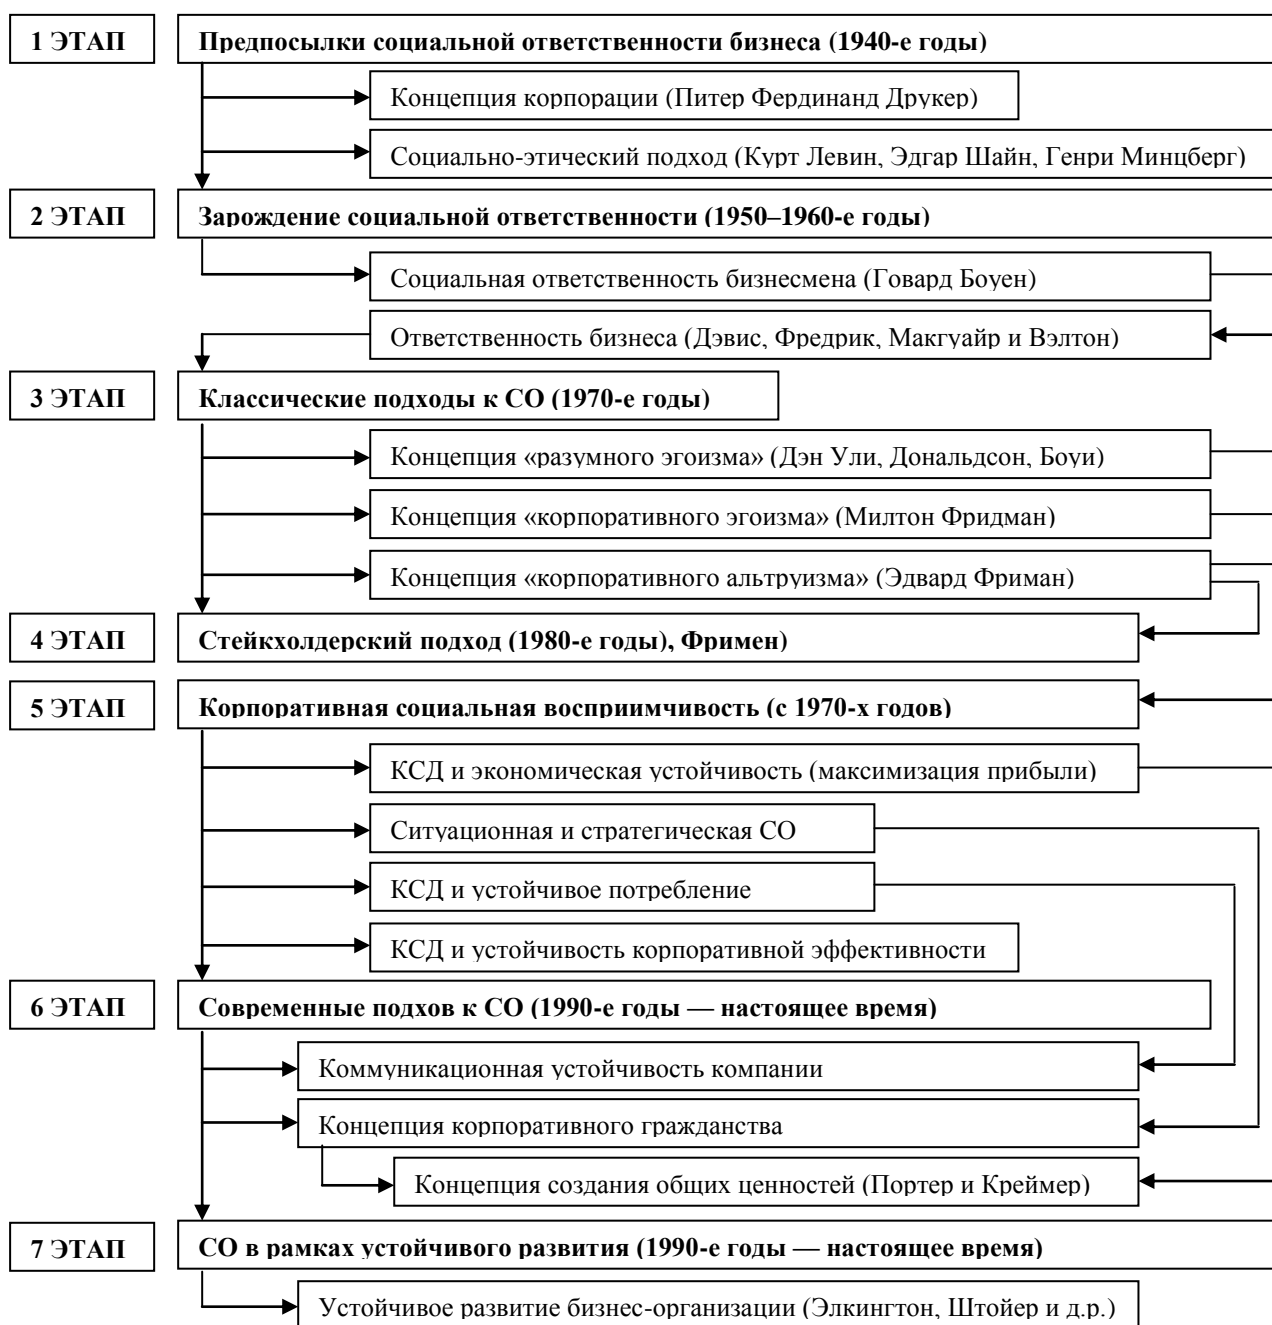 1 ЭТАП
Предпосылки социальной ответственности бизнеса (1940-е годы)
Концепция корпорации (Питер Фердинанд Друкер)
Социально-этический подход (Курт Левин, Эдгар Шайн, Генри Минцберг)
2 ЭТАП
Зарождение социальной ответственности (1950–1960-е годы)
Социальная ответственность бизнесмена (Говард Боуен)
Ответственность бизнеса (Дэвис, Фредрик, Макгуайр и Вэлтон)
3 ЭТАП
Классические подходы к СО (1970-е годы)
Концепция «разумного эгоизма» (Дэн Ули, Дональдсон, Боуи)
Концепция «корпоративного эгоизма» (Милтон Фридман)
Концепция «корпоративного альтруизма» (Эдвард Фриман)
4 ЭТАП
Стейкхолдерский подход (1980-е годы), Фримен)
5 ЭТАП
Корпоративная социальная восприимчивость (с 1970-х годов)
КСД и экономическая устойчивость (максимизация прибыли)
Ситуационная и стратегическая СО
КСД и устойчивое потребление
КСД и устойчивость корпоративной эффективности
6 ЭТАП
Современные подхов к СО (1990-е годы — настоящее время)
Коммуникационная устойчивость компании
Концепция корпоративного гражданства
Концепция создания общих ценностей (Портер и Креймер)
7 ЭТАП
СО в рамках устойчивого развития (1990-е годы — настоящее время)
Устойчивое развитие бизнес-организации (Элкингтон, Штойер и д.р.)